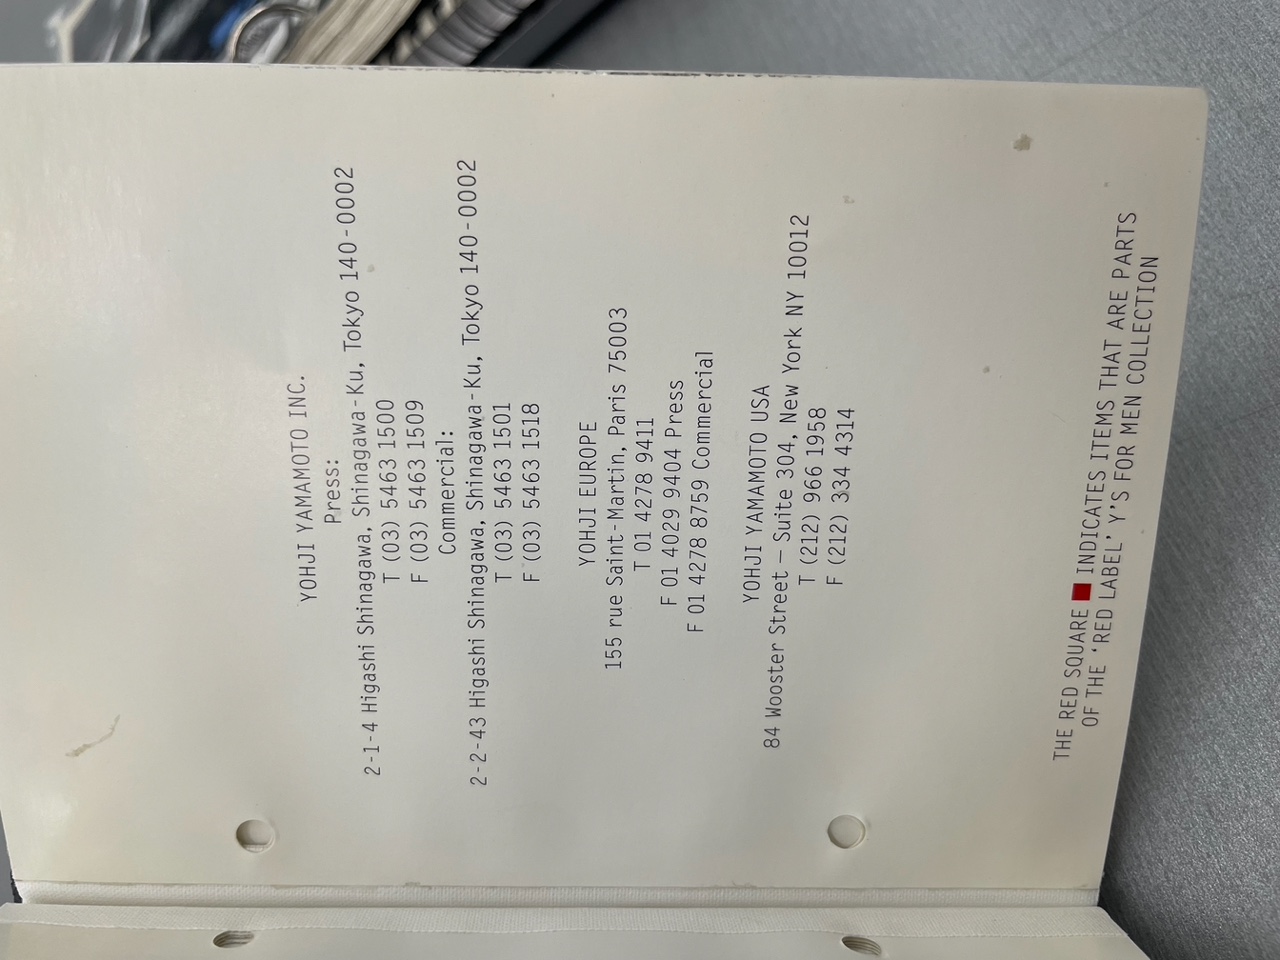 YOHJI YAMAMOTO INC.
Press:
2-1-4 Higashi Shinagawa, Shinagawa-Ku, Tokyo 140-0002
T (03) 5463 1500
F (03) 5463 1509
Commercial:
2-2-43 Higashi Shinagawa, Shinagawa-Ku, Tokyo 140-0002
T (03) 5463 1501
F (03) 5463 1518
YOHJI EUROPE
155 rue Saint-Martin, Paris 75003
T 01 4278 9411
F 01 4029 9404 Press
F 01 4278 8759 Commercial
YOHJI YAMAMOTO USA
84 Wooster Street – Suite 304, New York NY 10012
T (212) 966 1958
F (212) 334 4314
THE RED SQUARE ■ INDICATES ITEMS THAT ARE PARTS
OF THE ‘RED LABEL’ Y’S FOR MEN COLLECTION